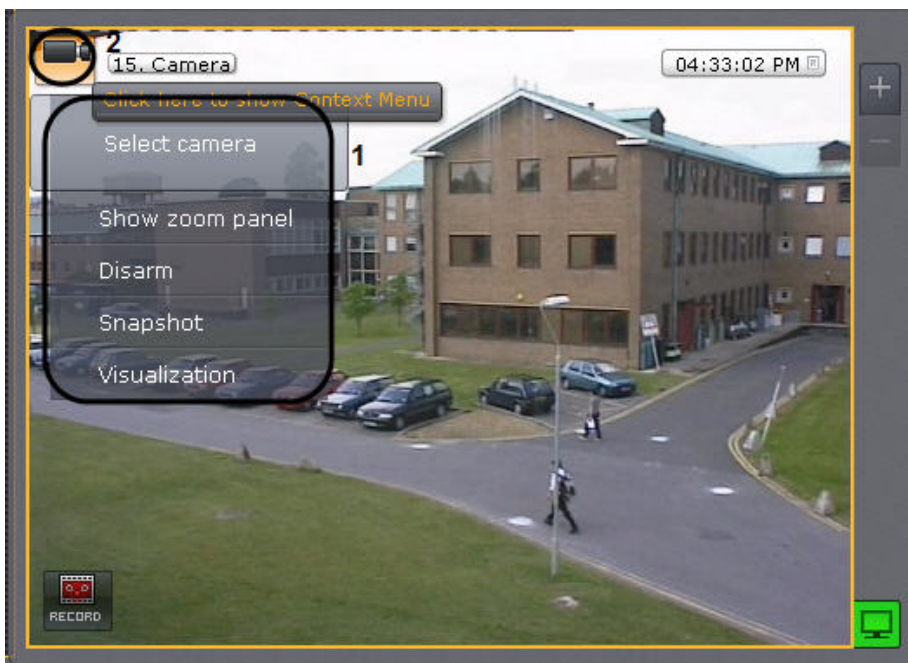 2
15. Camera
04:33:02 PM
Click here to show Context Menu
Select camera
1
Show zoom panel
Disarm
Snapshot
Visualization
RECORD